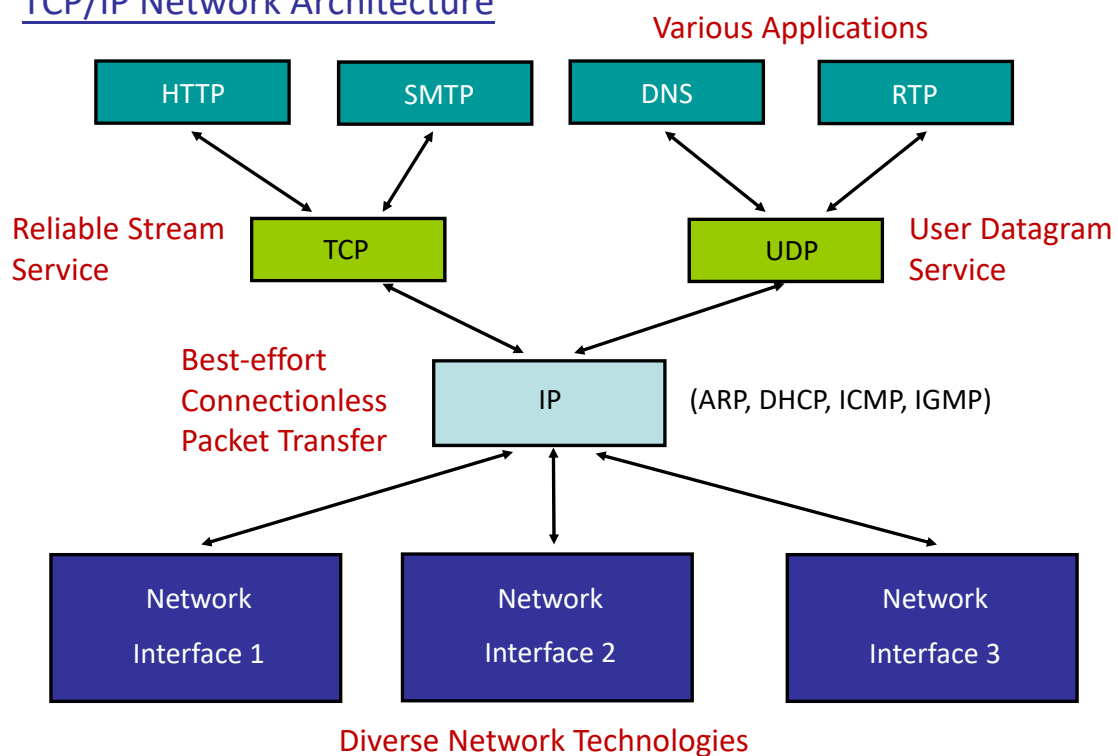 TCP/IP Network Architecture
Various Applications
HTTP
SMTP
DNS
RTP
Reliable Stream
Service
TCP
UDP
User Datagram
Service
Best-effort
Connectionless
Packet Transfer
IP
(ARP, DHCP, ICMP, IGMP)
Network
Interface 1
Network
Interface 2
Network
Interface 3
Diverse Network Technologies